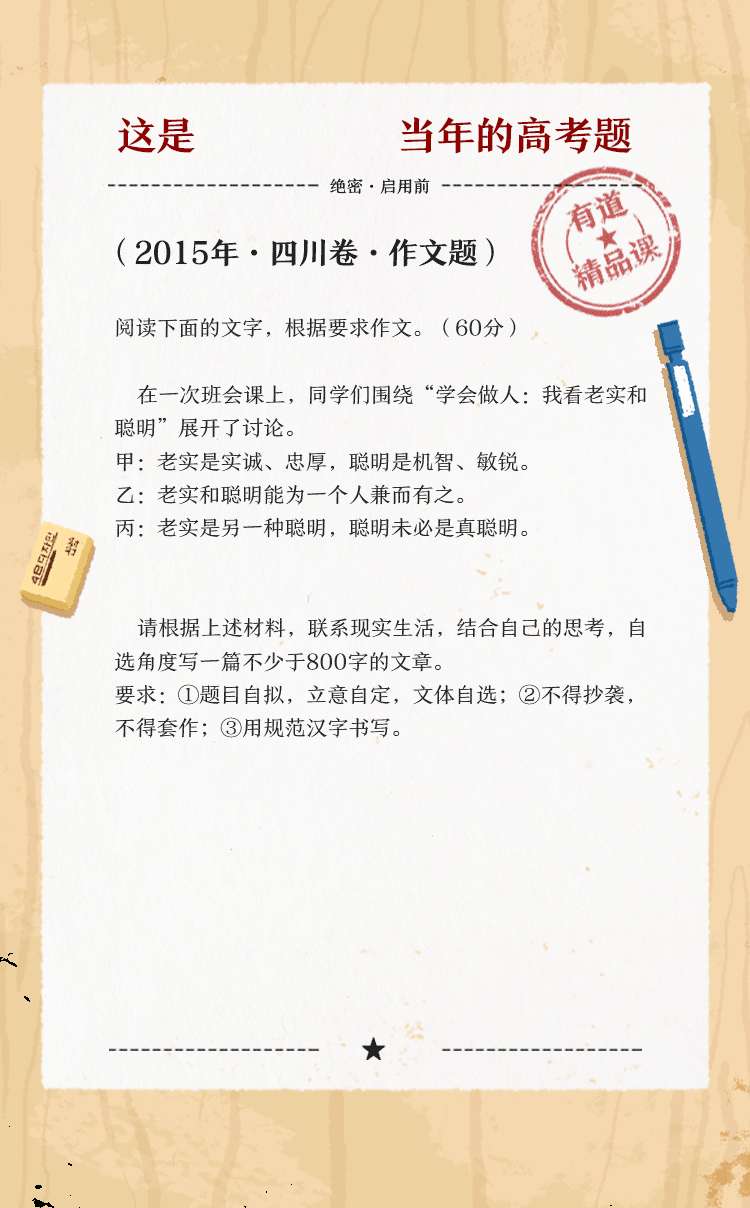 这是 当年的高考题
绝密·启用前
有道
精品课
（2015年·四川卷·作文题）
阅读下面的文字，根据要求作文。（60分）
在一次班会课上，同学们围绕“学会做人：我看老实和
聪明”展开了讨论。
甲：老实是实诚、忠厚，聪明是机智、敏锐。
乙：老实和聪明能为一个人兼而有之。
丙：老实是另一种聪明，聪明未必是真聪明。
请根据上述材料，联系现实生活，结合自己的思考，自
选角度写一篇不少于800字的文章。
要求：①题目自拟，立意自定，文体自选；②不得抄袭，
不得套作；③用规范汉字书写。